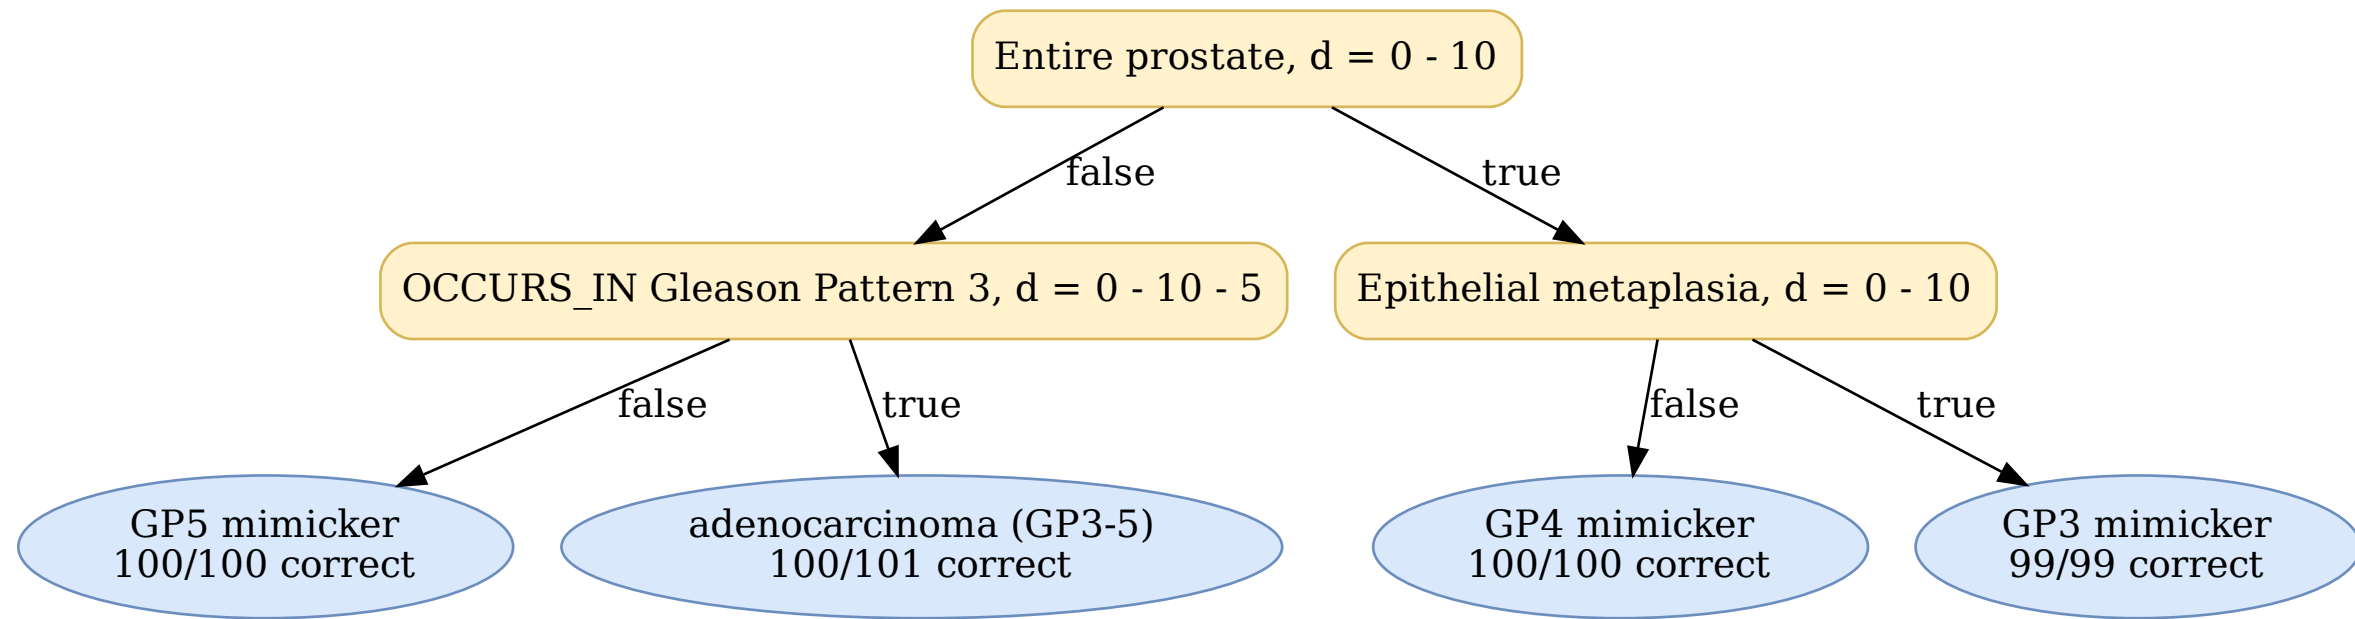 Entire prostate, d = 0 - 10
false
true
OCCURS_IN Gleason Pattern 3, d = 0 - 10 - 5
Epithelial metaplasia, d = 0 - 10
false
true
false
true
GP5 mimicker
100/100 correct
adenocarcinoma (GP3-5)
100/101 correct
GP4 mimicker
100/100 correct
GP3 mimicker
99/99 correct